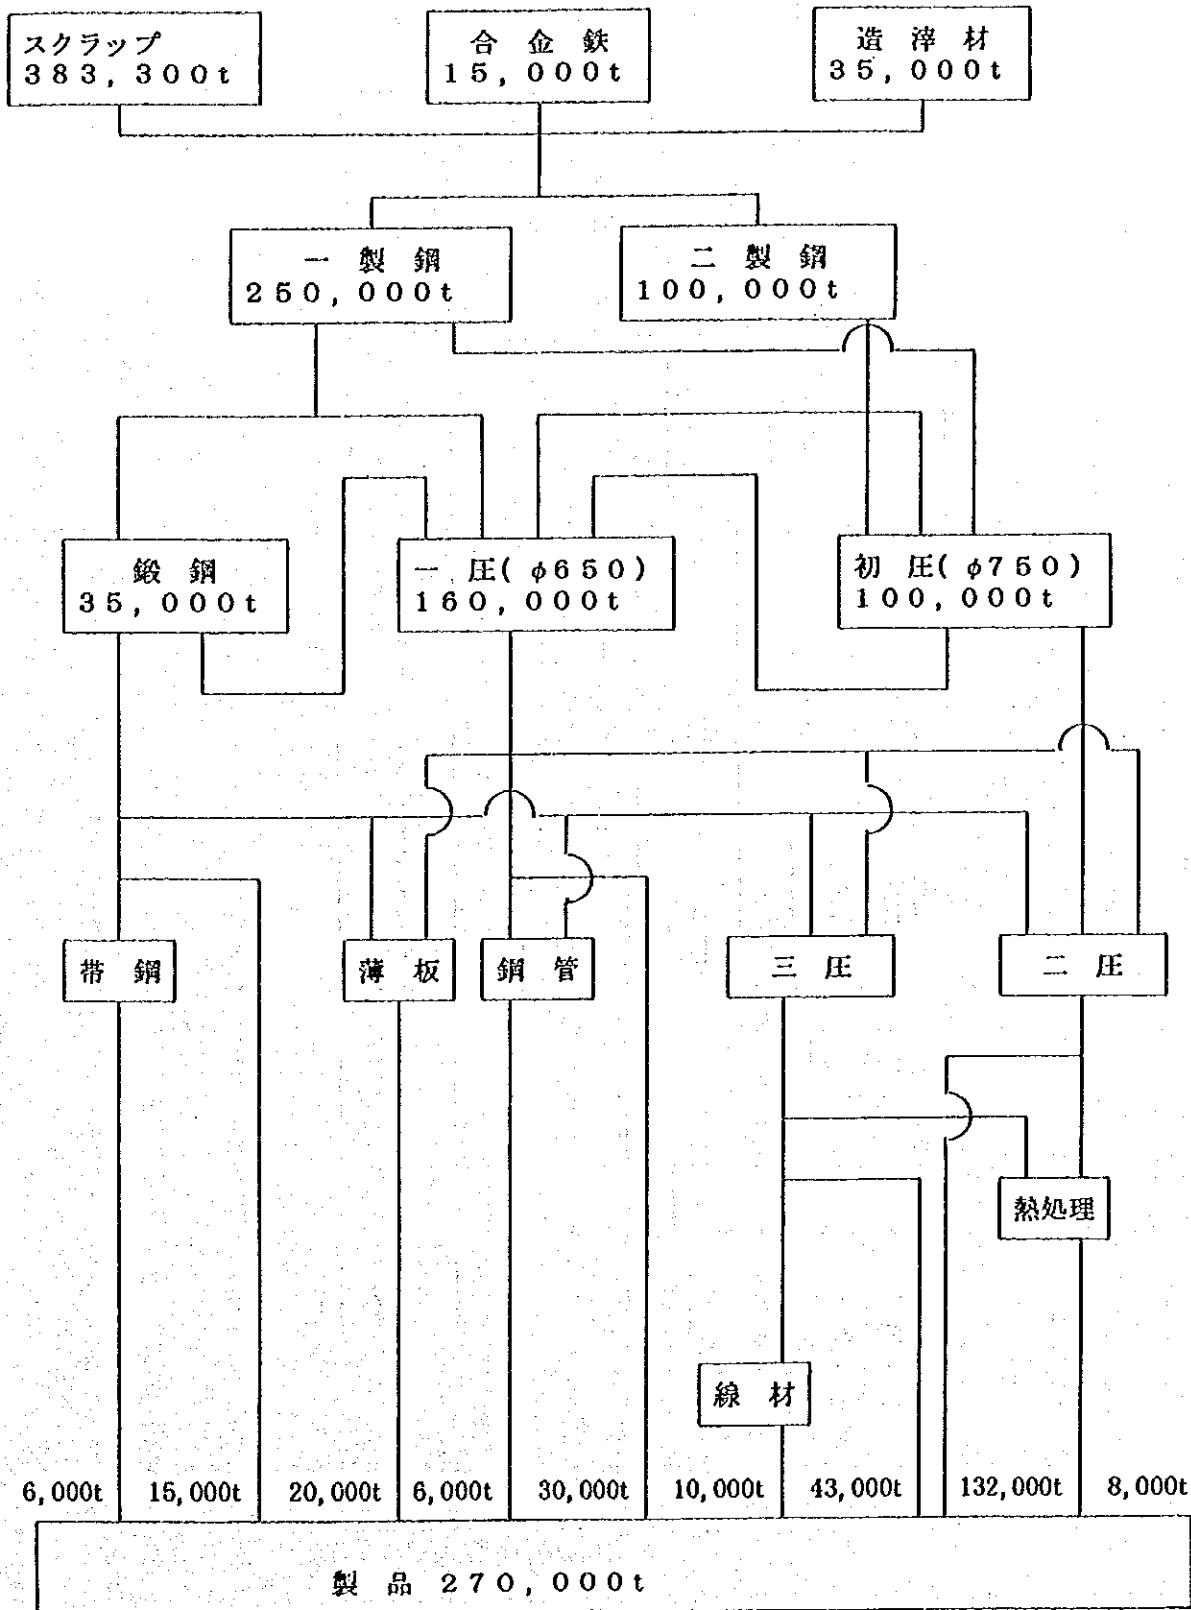 スクラップ
383,300t
合金鉄
15,000t
造滓材
35,000t
一製鋼
250,000t
二製鋼
100,000t
鍛鋼
35,000t
一圧(φ650)
160,000t
初圧(φ750)
100,000t
帯鋼
薄板
鋼管
三圧
二圧
熱処理
線材
6,000t 15,000t 20,000t 6,000t 30,000t 10,000t 43,000t 132,000t 8,000t
製品 270,000t